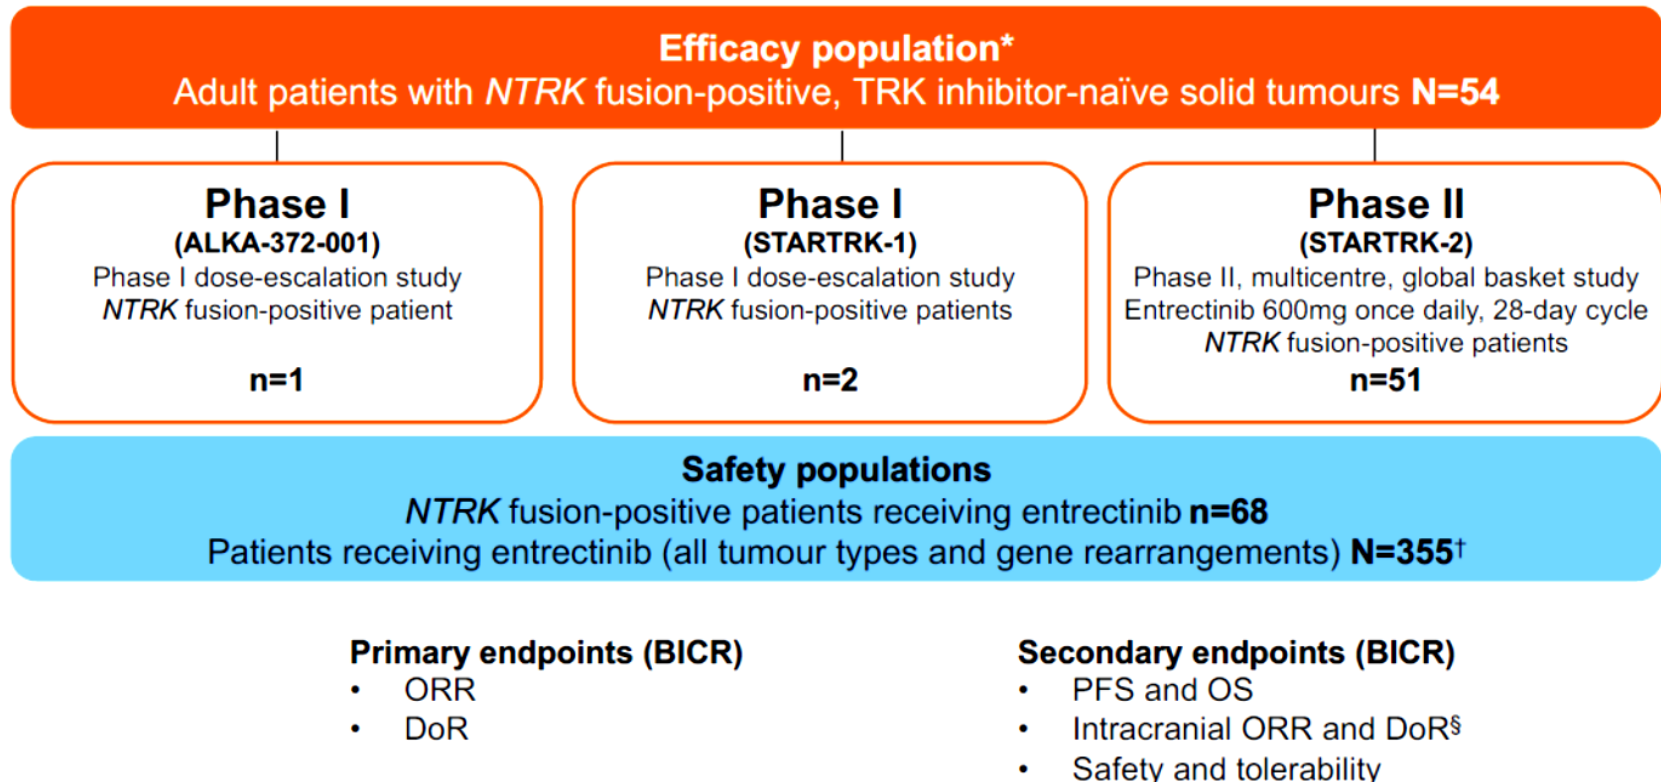 Efficacy population*
Adult patients with NTRK fusion-positive, TRK inhibitor-naïve solid tumours N=54
Phase I
(ALKA-372-001)
Phase I dose-escalation study
NTRK fusion-positive patient
n=1
Phase I
(STARTRK-1)
Phase I dose-escalation study
NTRK fusion-positive patients
n=2
Phase II
(STARTRK-2)
Phase II, multicentre, global basket study
Entrectinib 600mg once daily, 28-day cycle
NTRK fusion-positive patients
n=51
Safety populations
NTRK fusion-positive patients receiving entrectinib n=68
Patients receiving entrectinib (all tumour types and gene rearrangements) N=355†
Primary endpoints (BICR)
• ORR
• DoR
Secondary endpoints (BICR)
• PFS and OS
• Intracranial ORR and DoR§
• Safety and tolerability